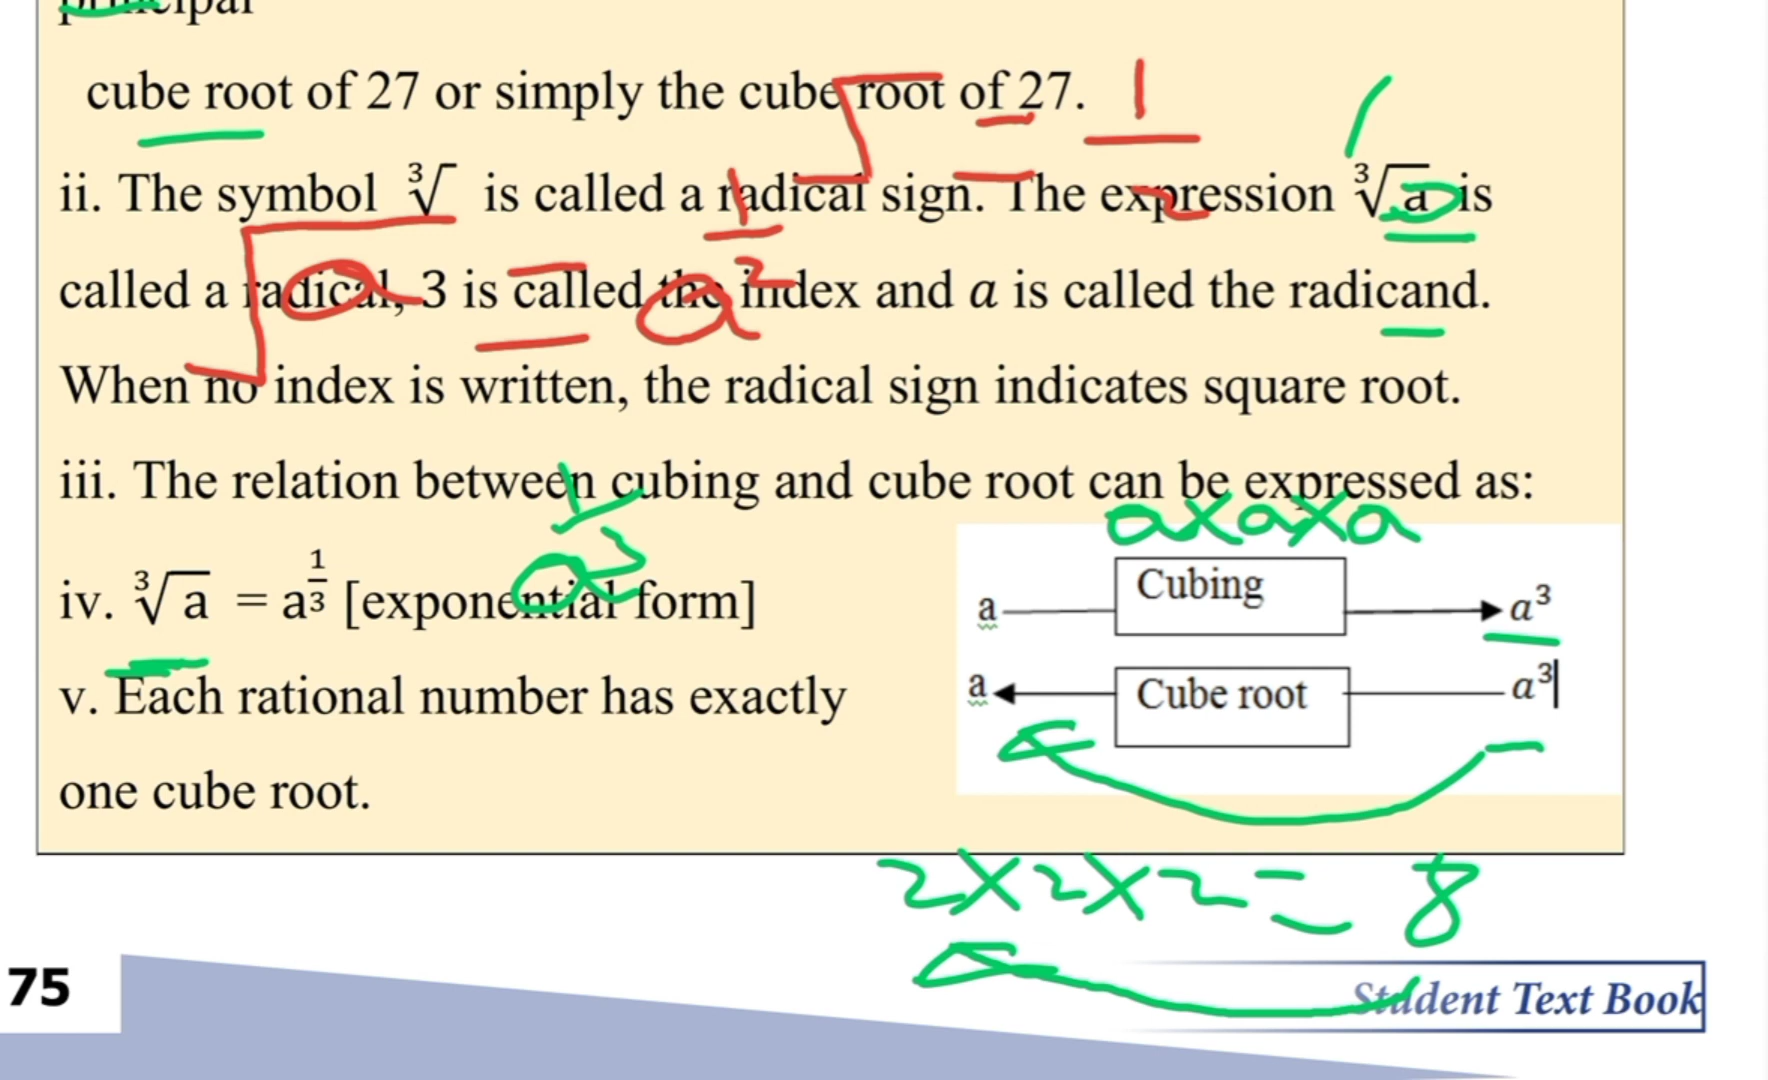 cube root of 27 or simply the cube root of 27.
ii. The symbol ∛ is called a radical sign. The expression ∛a is
called a radical, 3 is called the index and a is called the radicand.
When no index is written, the radical sign indicates square root.
iii. The relation between cubing and cube root can be expressed as:
a×a×a
iv. ∛a = a^(1/3) [exponential form]
a Cubing a³
a Cube root a³
v. Each rational number has exactly
one cube root.
2×2×2 = 8
75
Student Text Book